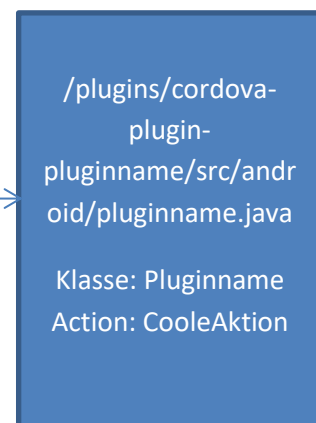 /plugins/cordova-
plugin-
pluginname/src/andr
oid/pluginname.java
Klasse: Pluginname
Action: CooleAktion